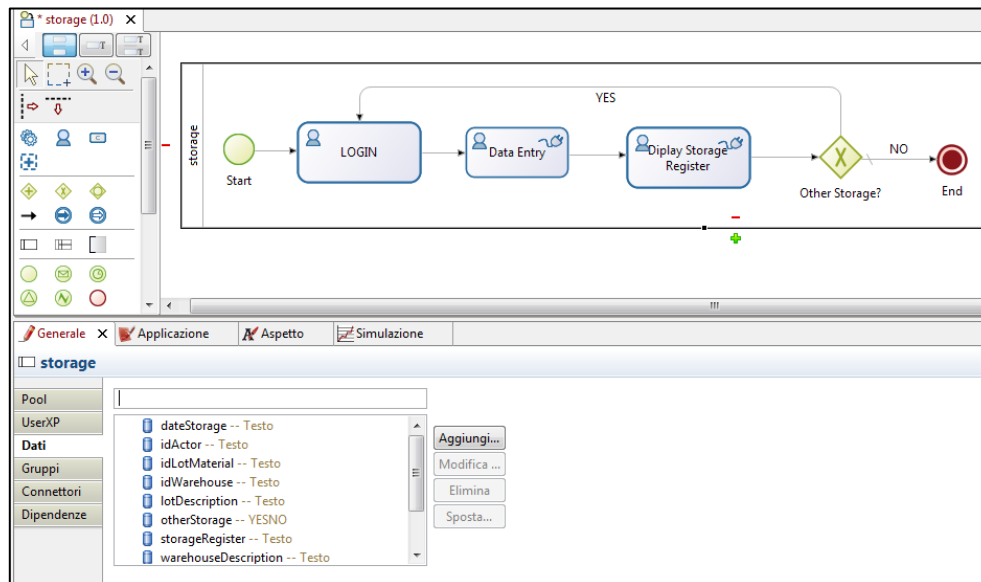 * storage (1.0)
T
T
T
YES
storage
LOGIN
Data Entry
Diplay Storage
Register
NO
Start
Other Storage?
End
C
Generale
Applicazione
Aspetto
Simulazione
storage
Pool
UserXP
Dati
Gruppi
Connettori
Dipendenze
dateStorage -- Testo
idActor -- Testo
idLotMaterial -- Testo
idWarehouse -- Testo
lotDescription -- Testo
otherStorage -- YESNO
storageRegister -- Testo
warehouseDescription -- Testo
Aggiungi...
Modifica ...
Elimina
Sposta...